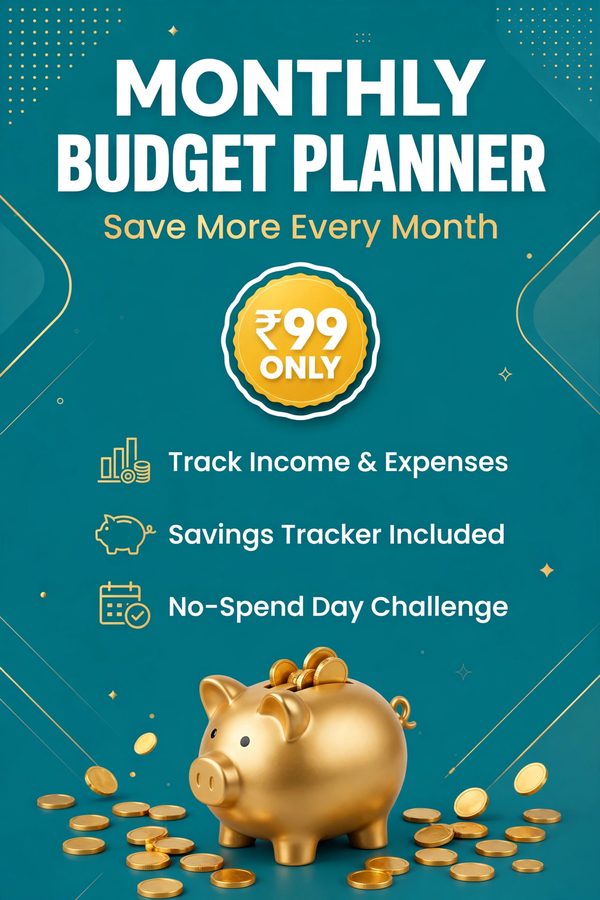 MONTHLY
BUDGET PLANNER
Save More Every Month
₹99
ONLY
Track Income & Expenses
Savings Tracker Included
No-Spend Day Challenge